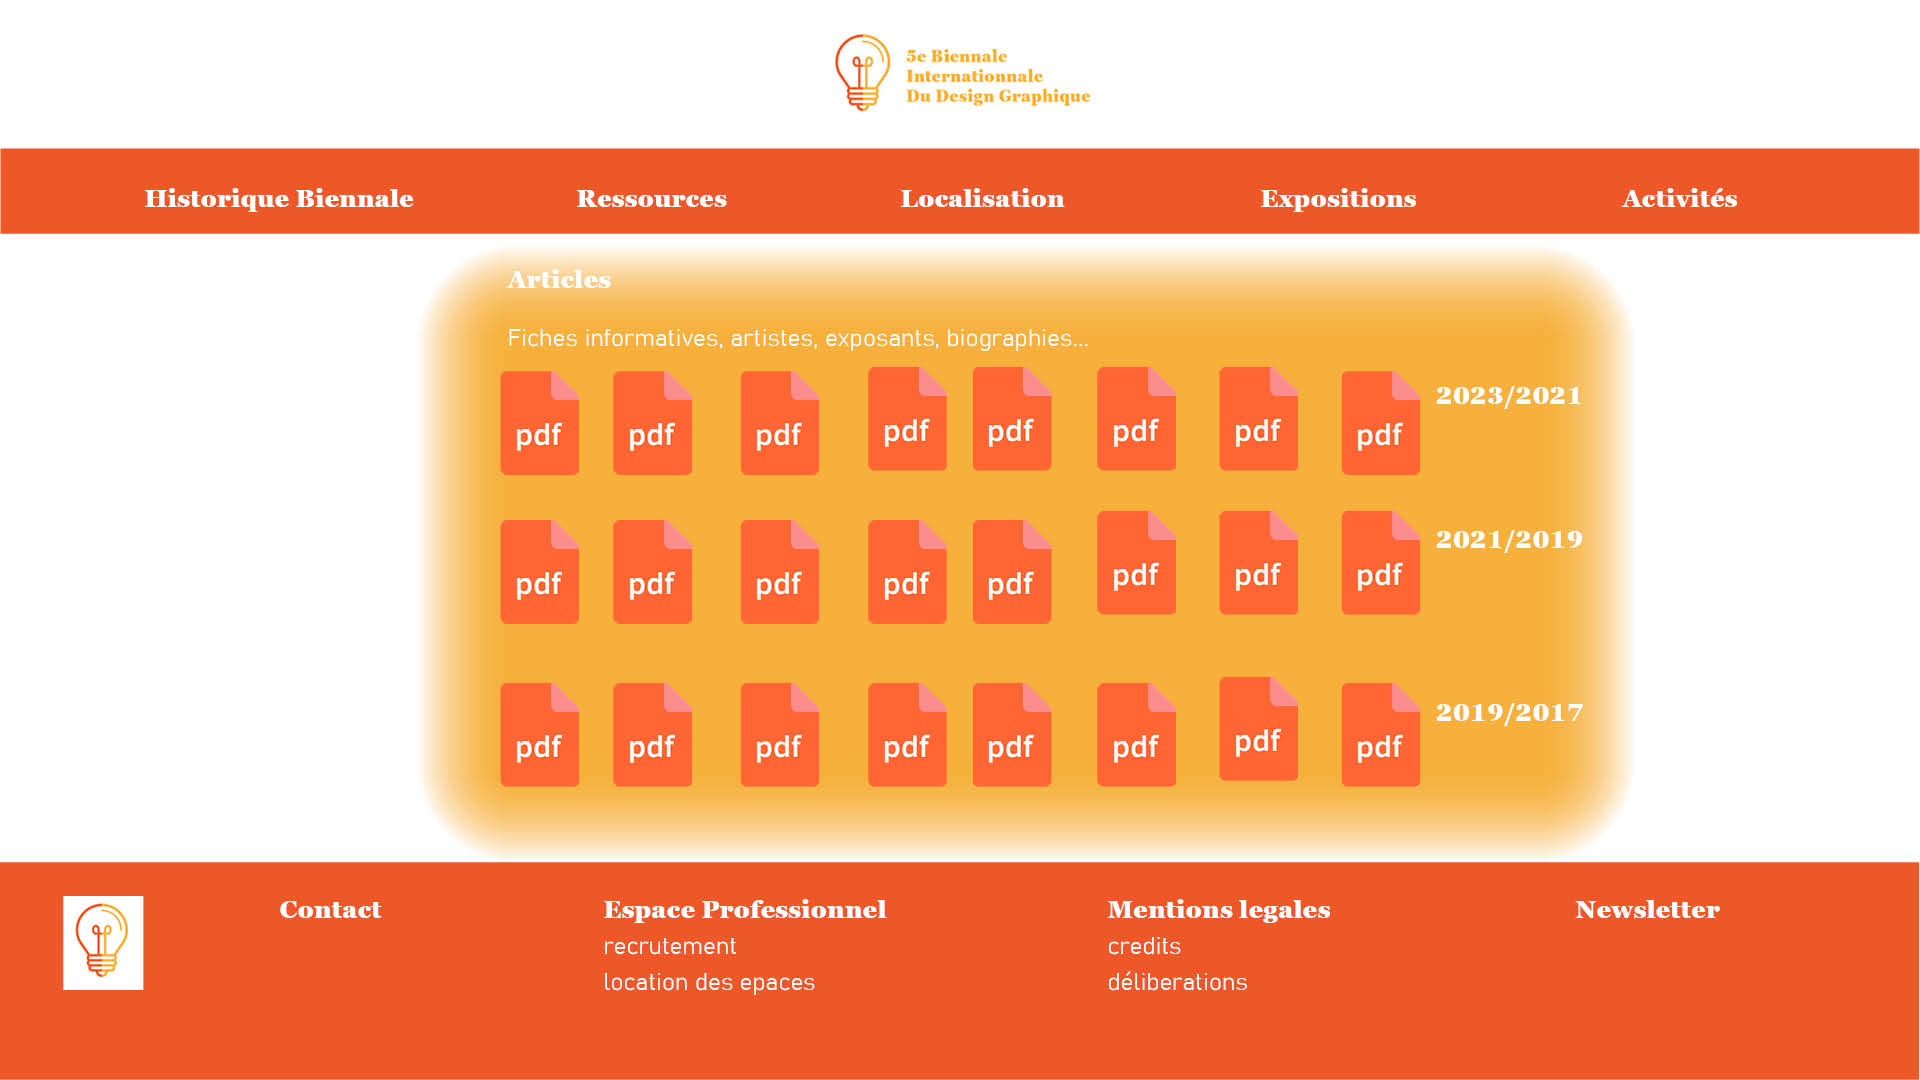 5e Biennale
Internationnale
Du Design Graphique
Historique Biennale Ressources Localisation Expositions Activités
Articles
Fiches informatives, artistes, exposants, biographies...
pdf pdf pdf pdf pdf pdf pdf pdf 2023/2021
pdf pdf pdf pdf pdf pdf pdf pdf 2021/2019
pdf pdf pdf pdf pdf pdf pdf pdf 2019/2017
Contact Espace Professionnel Mentions legales Newsletter
recrutement credits
location des epaces déliberations